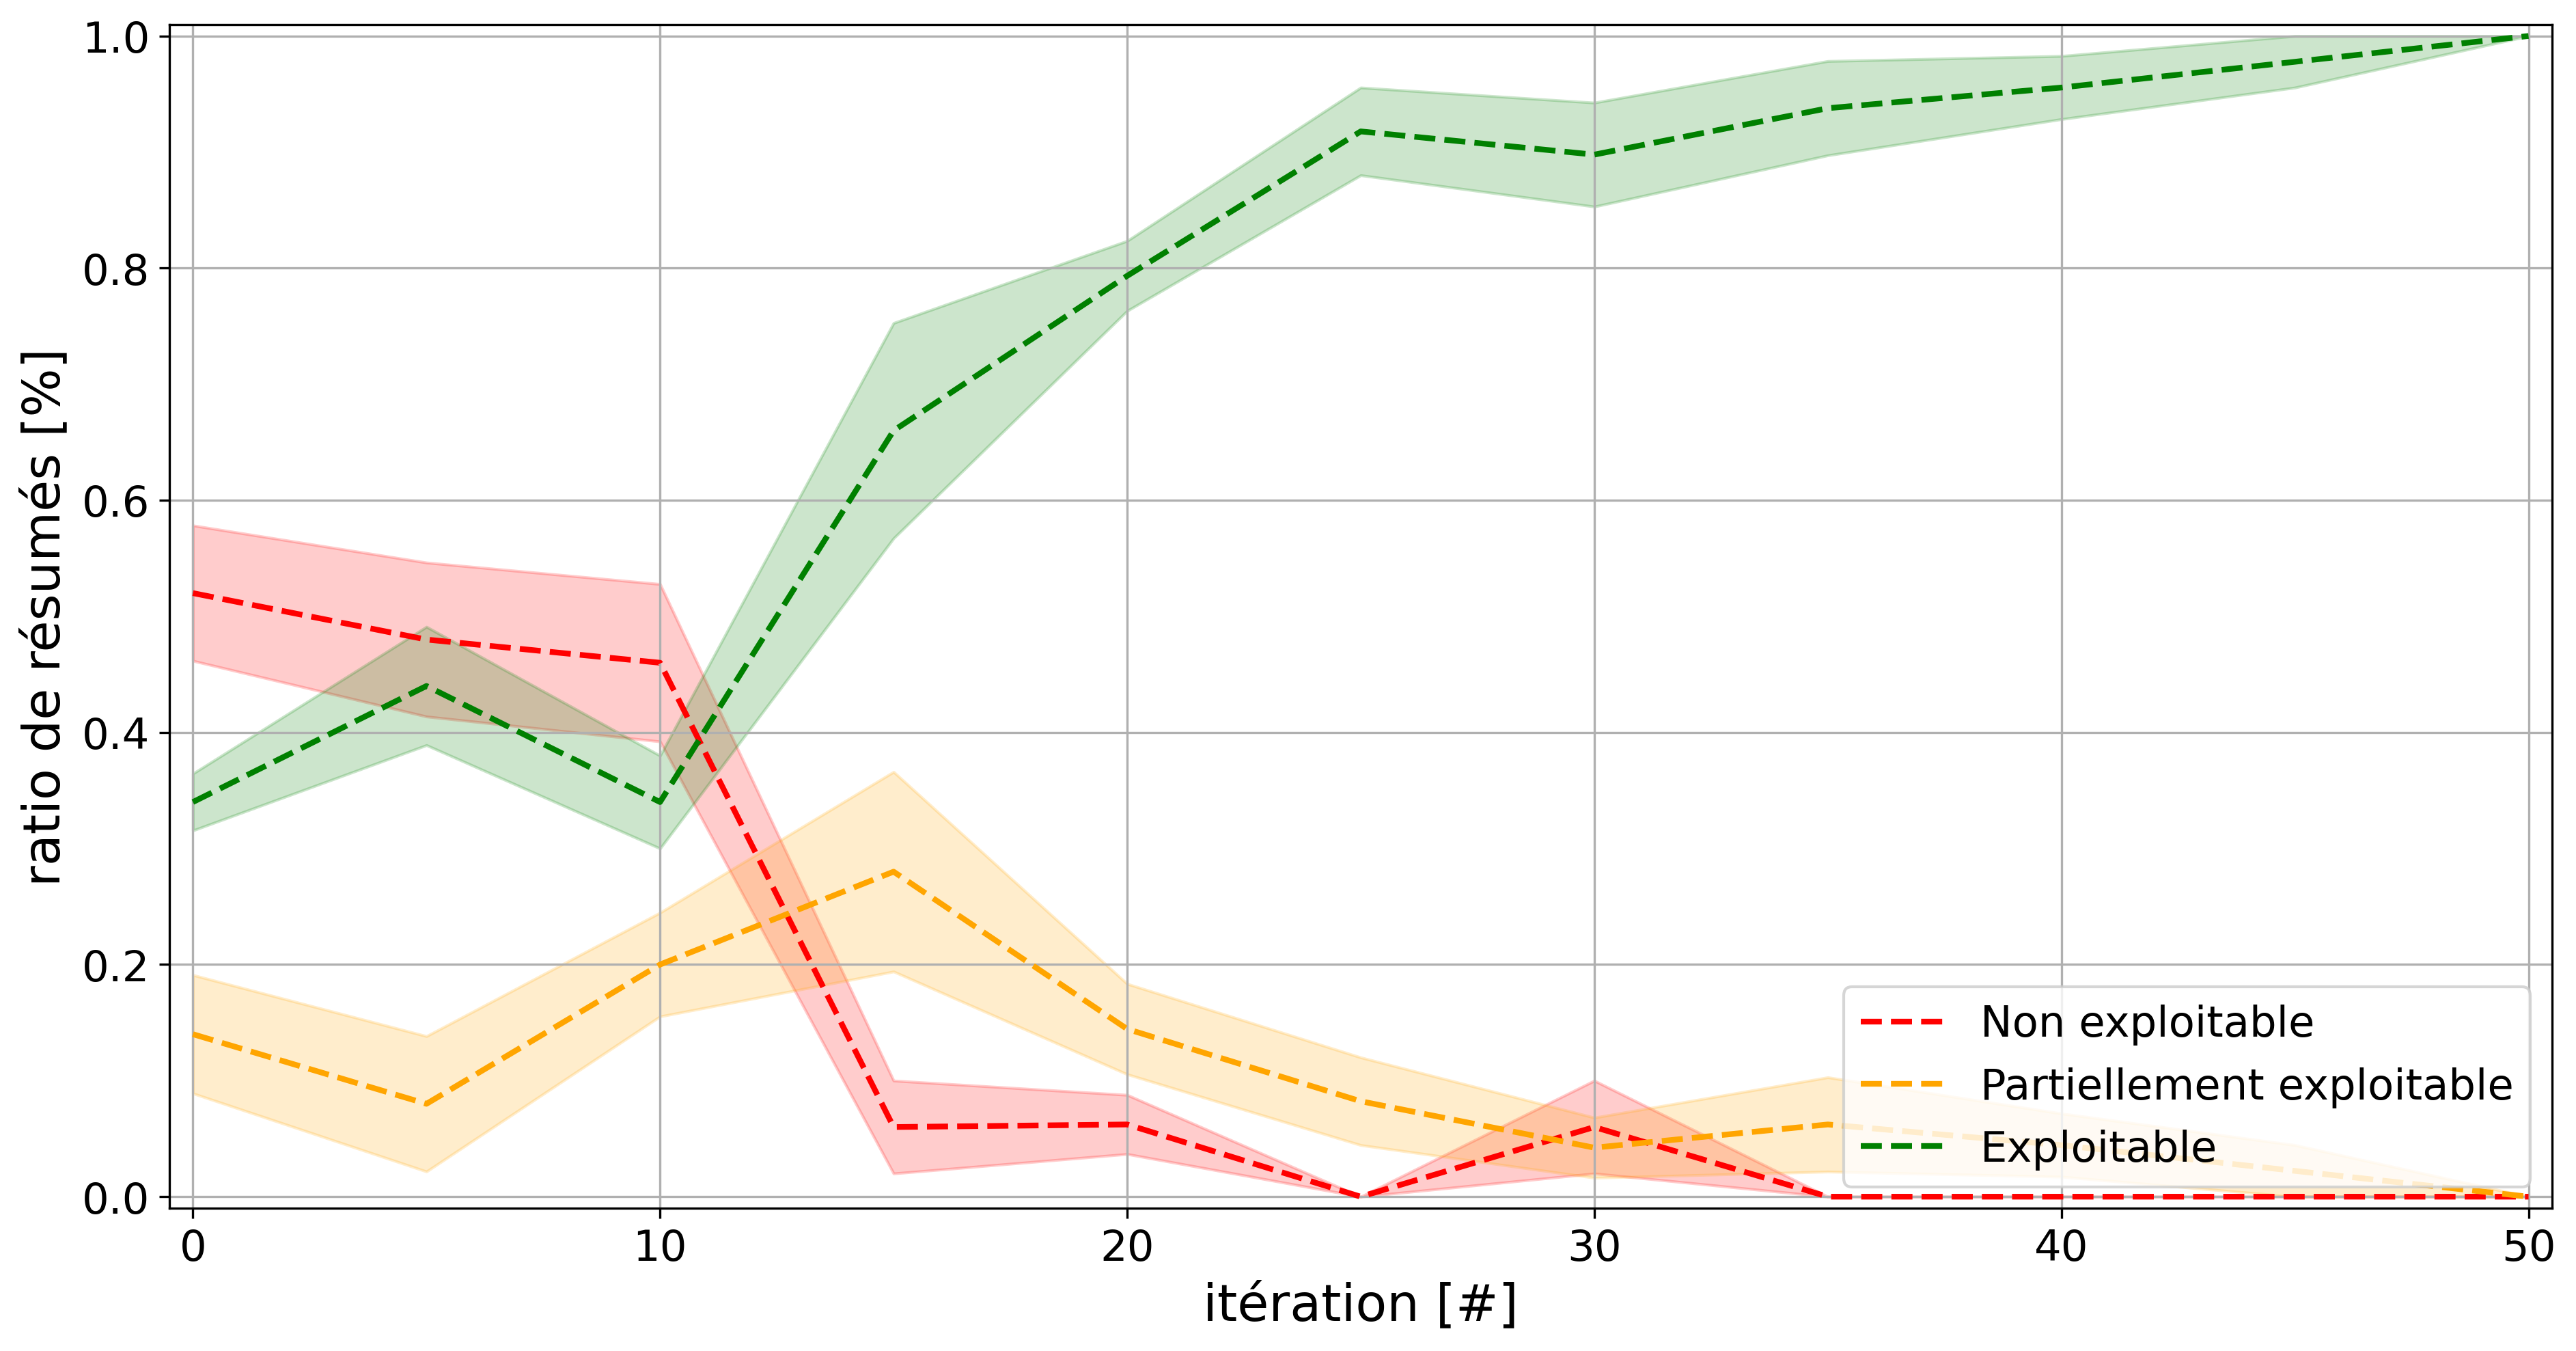 ratio de résumés [%]
1.0
0.8
0.6
0.4
0.2
0.0
0 10 20 30 40 50
itération [#]
Non exploitable
Partiellement exploitable
Exploitable